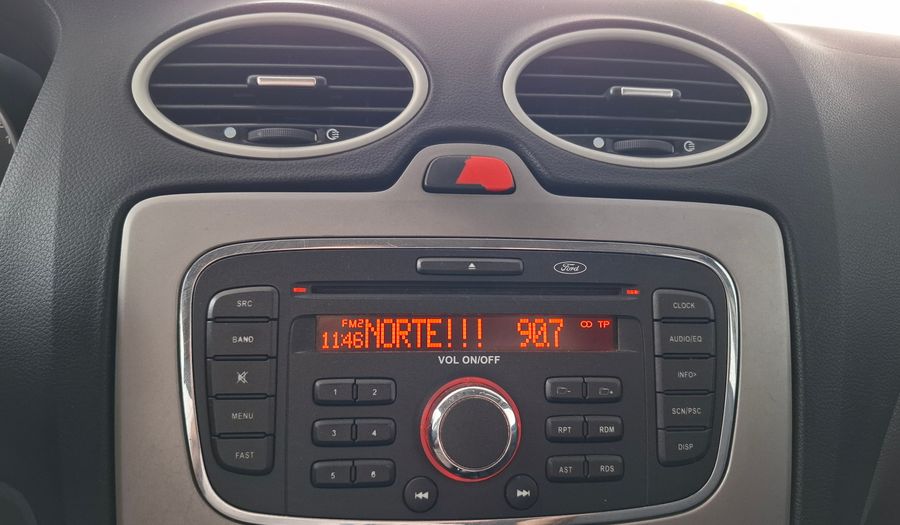 Ford
SRC
BAND
MENU
FAST
FM2
11:46 NORTE!!! 90.7 TP
VOL ON/OFF
1 2
3 4
5 6
RPT RDM
AST RDS
CLOCK
AUDIO/EQ
INFO>
SCN/PSC
DISP